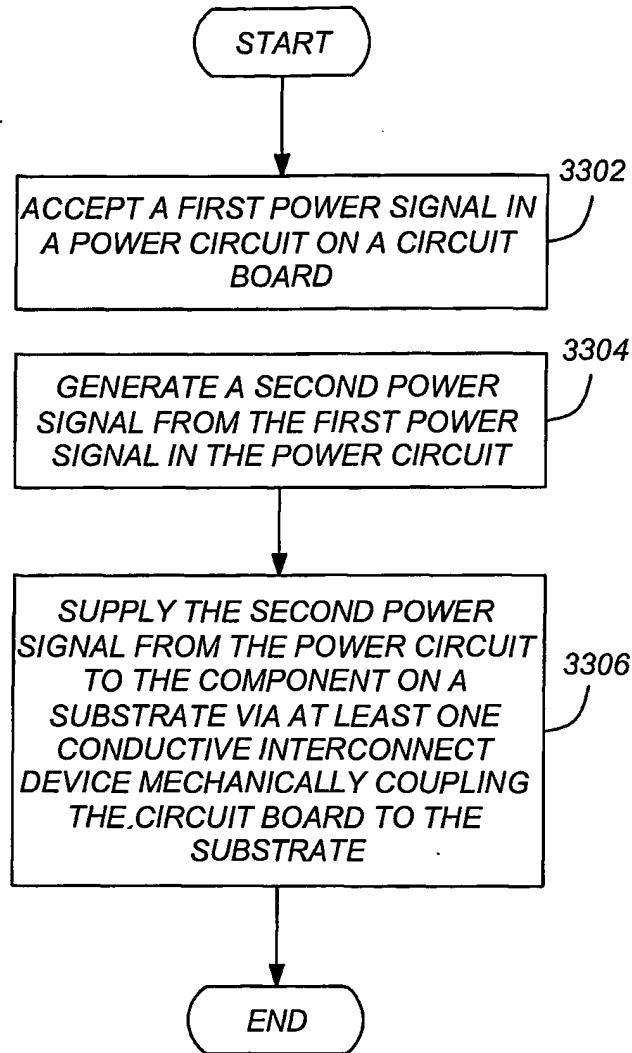 START
3302
ACCEPT A FIRST POWER SIGNAL IN
A POWER CIRCUIT ON A CIRCUIT
BOARD
3304
GENERATE A SECOND POWER
SIGNAL FROM THE FIRST POWER
SIGNAL IN THE POWER CIRCUIT
SUPPLY THE SECOND POWER
SIGNAL FROM THE POWER CIRCUIT
TO THE COMPONENT ON A
SUBSTRATE VIA AT LEAST ONE
CONDUCTIVE INTERCONNECT
DEVICE MECHANICALLY COUPLING
THE CIRCUIT BOARD TO THE
SUBSTRATE
3306
END